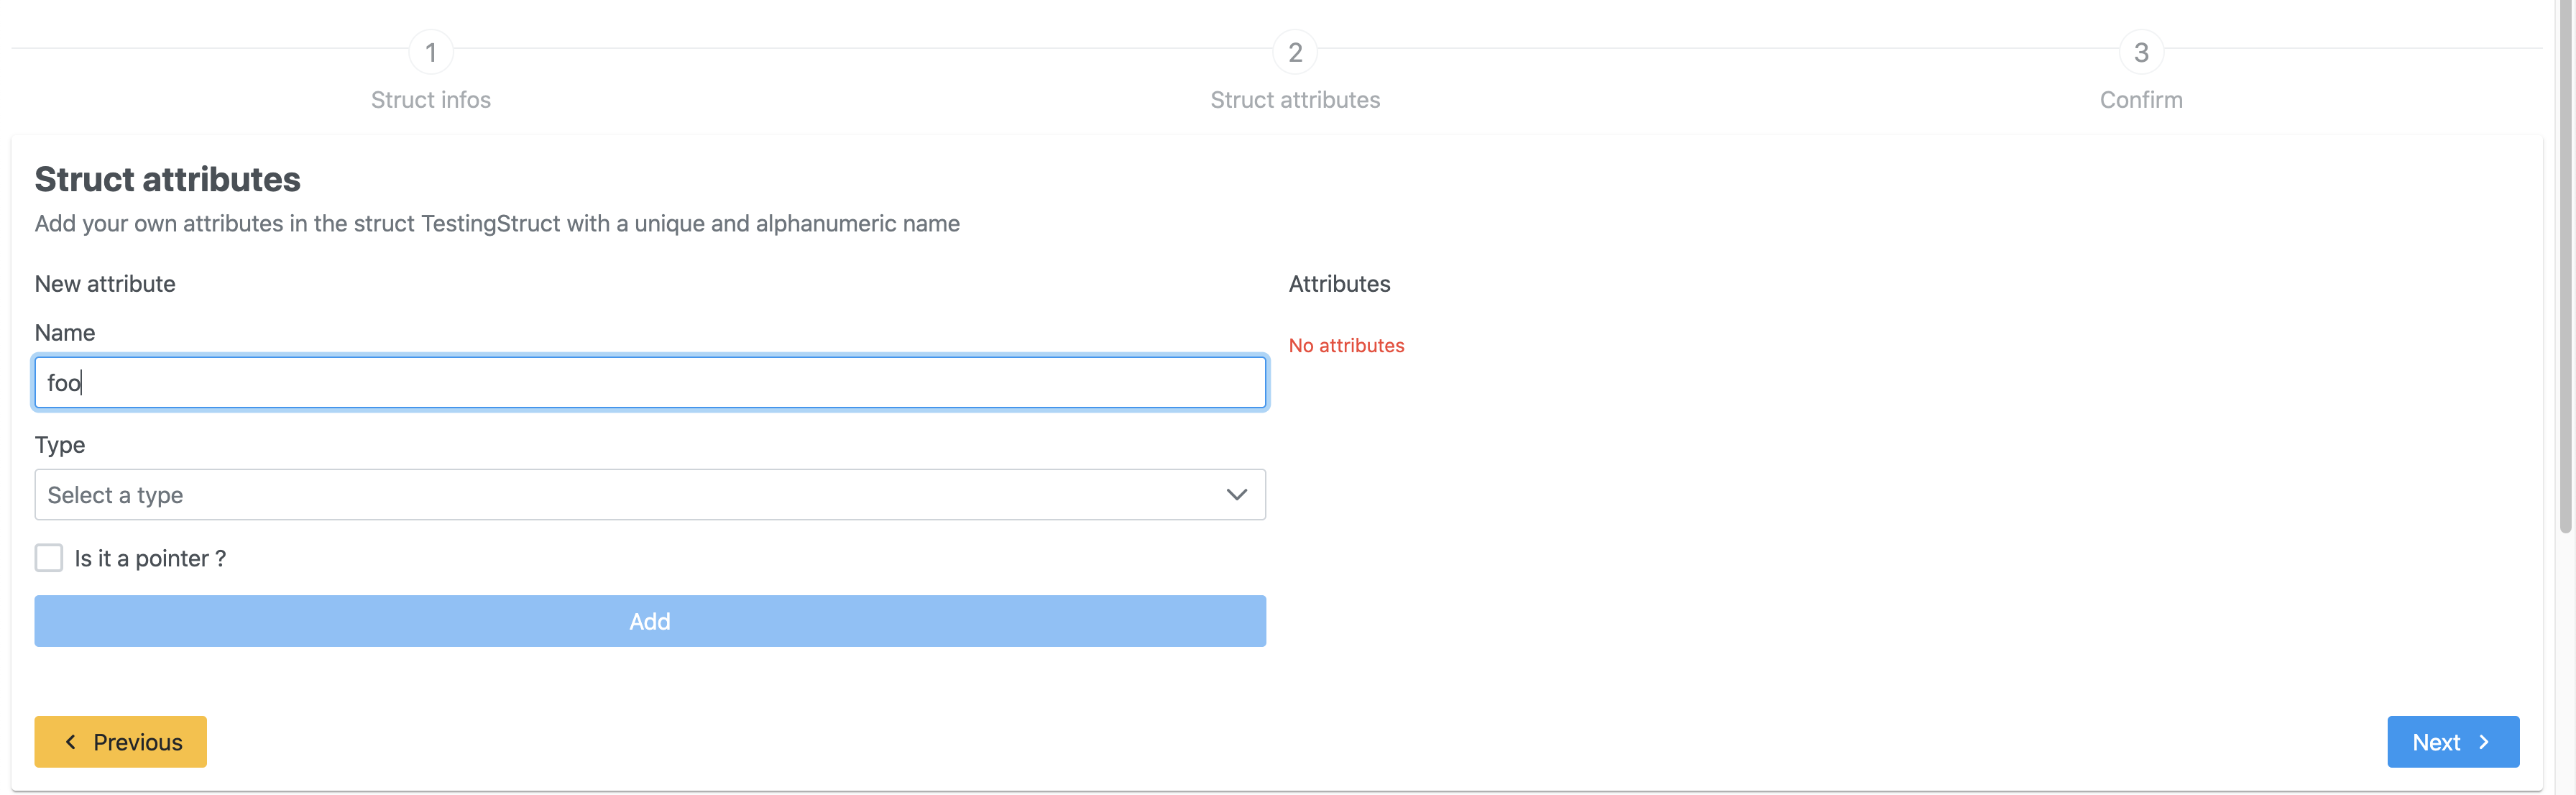 1
2
3
Struct infos
Struct attributes
Confirm
Struct attributes
Add your own attributes in the struct TestingStruct with a unique and alphanumeric name
New attribute
Attributes
Name
No attributes
foo
Type
Select a type
Is it a pointer ?
Add
Previous
Next